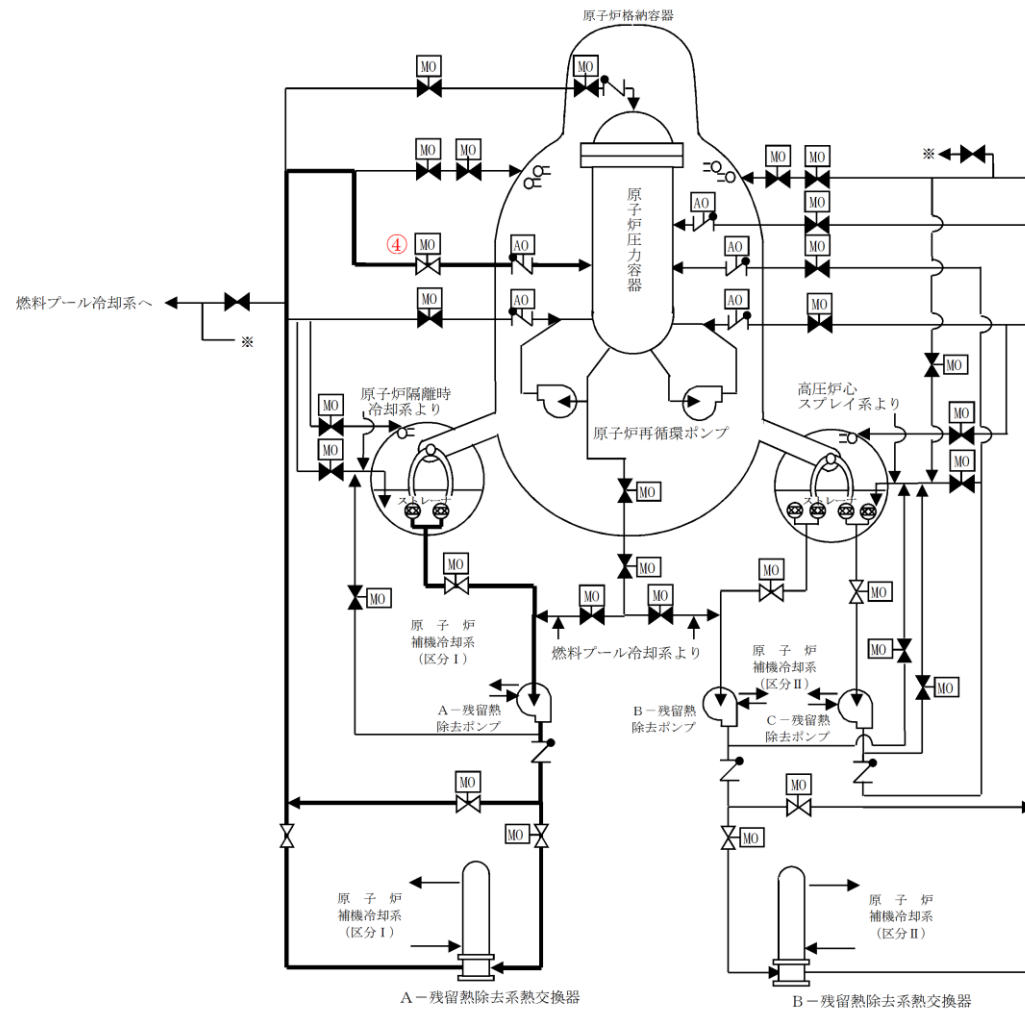 原子炉格納容器
MO
MO
MO
MO
MO
MO
※
AO
MO
原子炉圧力容器
④
MO
AO
AO
MO
燃料プール冷却系へ
※
MO
AO
AO
MO
MO
原子炉隔離時
冷却系より
高圧炉心
スプレイ系より
MO
MO
原子炉再循環ポンプ
MO
MO
ストレーナ
ストレーナ
MO
MO
MO
MO
MO
MO
MO
MO
原子炉
補機冷却系
(区分Ⅰ)
燃料プール冷却系より
原子炉
補機冷却系
(区分Ⅱ)
MO
MO
A-残留熱
除去ポンプ
B-残留熱
除去ポンプ
C-残留熱
除去ポンプ
MO
MO
MO
MO
原子炉
補機冷却系
(区分Ⅰ)
原子炉
補機冷却系
(区分Ⅱ)
A-残留熱除去系熱交換器
B-残留熱除去系熱交換器